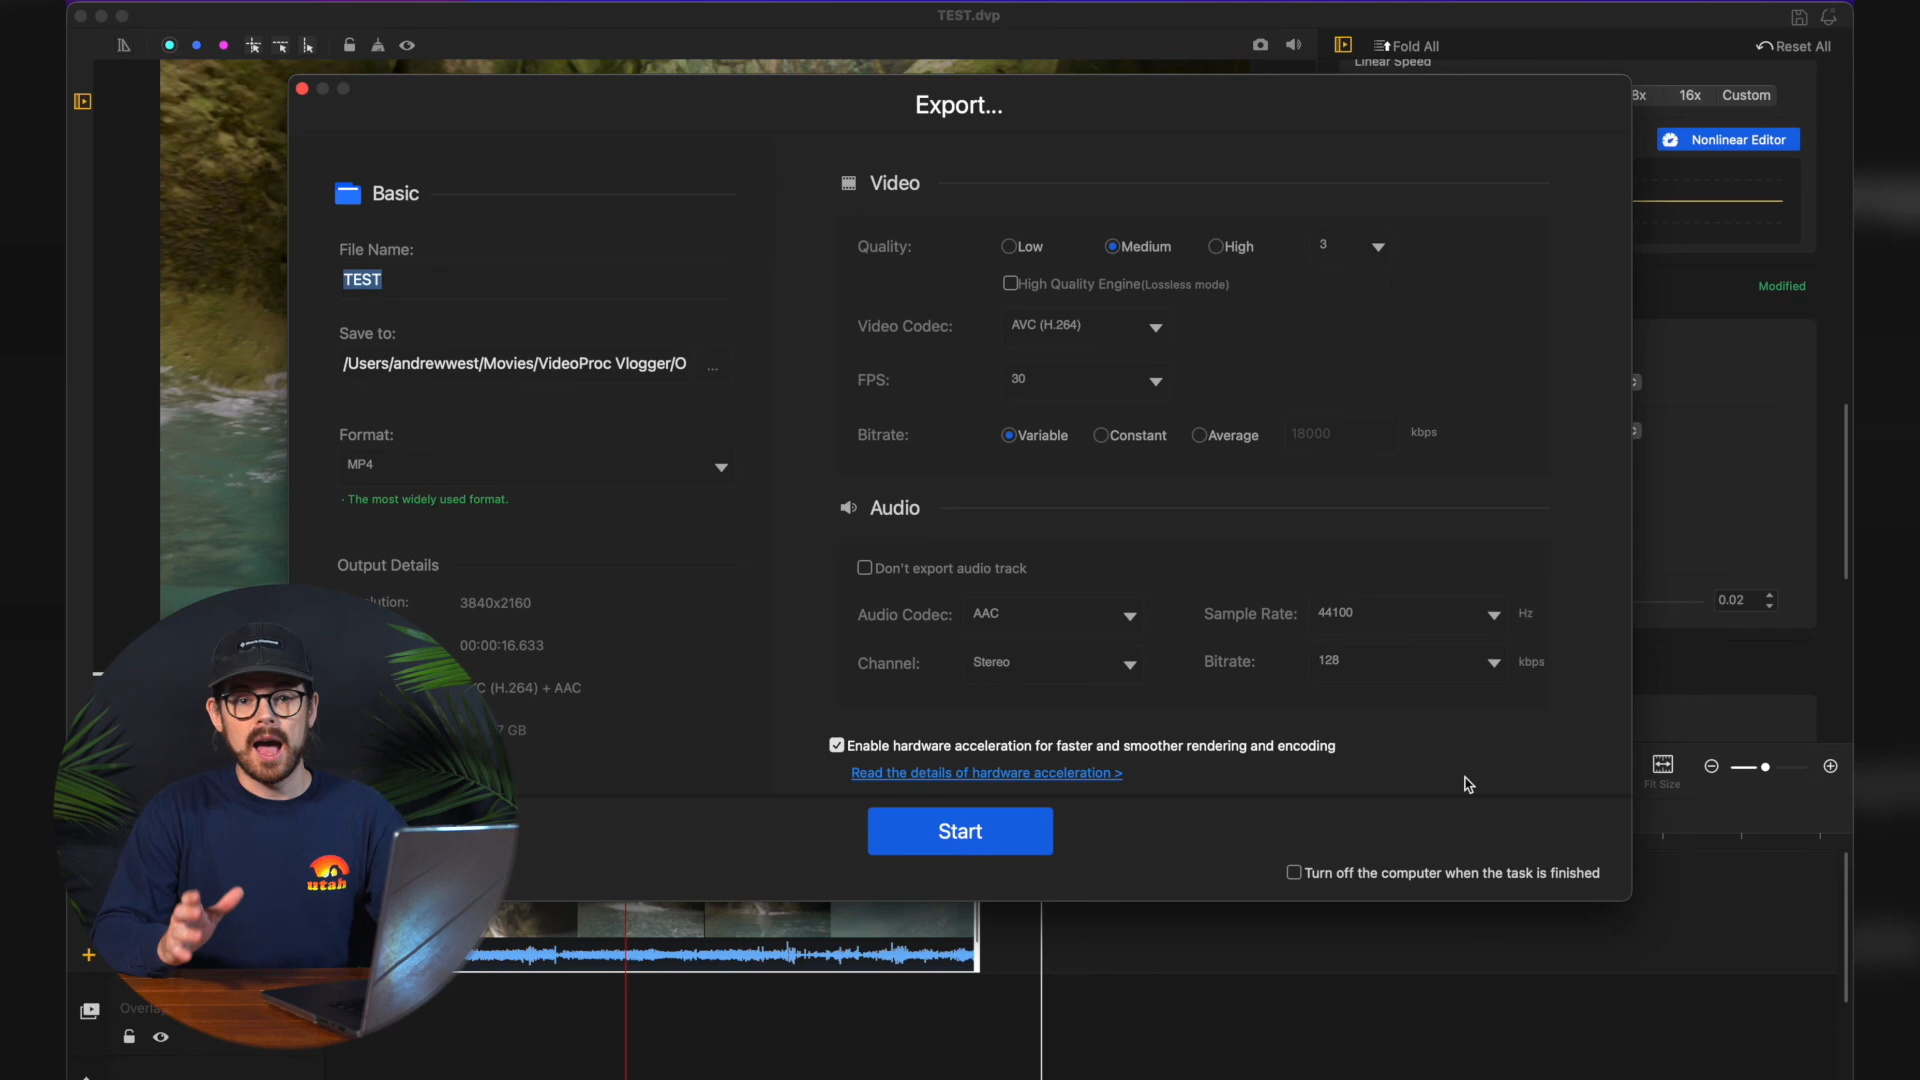 TEST.dvp
Fold All
Reset All
Linear Speed
8x 16x Custom
Nonlinear Editor
Modified
Export...
Basic
File Name:
TEST
Save to:
/Users/andrewwest/Movies/VideoProc Vlogger/O ...
Format:
MP4
· The most widely used format.
Output Details
3840x2160
00:00:16.633
(H.264) + AAC
7 GB
Video
Quality: Low Medium High 3
High Quality Engine(Lossless mode)
Video Codec: AVC (H.264)
FPS: 30
Bitrate: Variable Constant Average 18000 kbps
Audio
Don't export audio track
Audio Codec: AAC Sample Rate: 44100 Hz
Channel: Stereo Bitrate: 128 kbps
Enable hardware acceleration for faster and smoother rendering and encoding
Read the details of hardware acceleration >
Start
Turn off the computer when the task is finished
0.02
Fit Size
utah